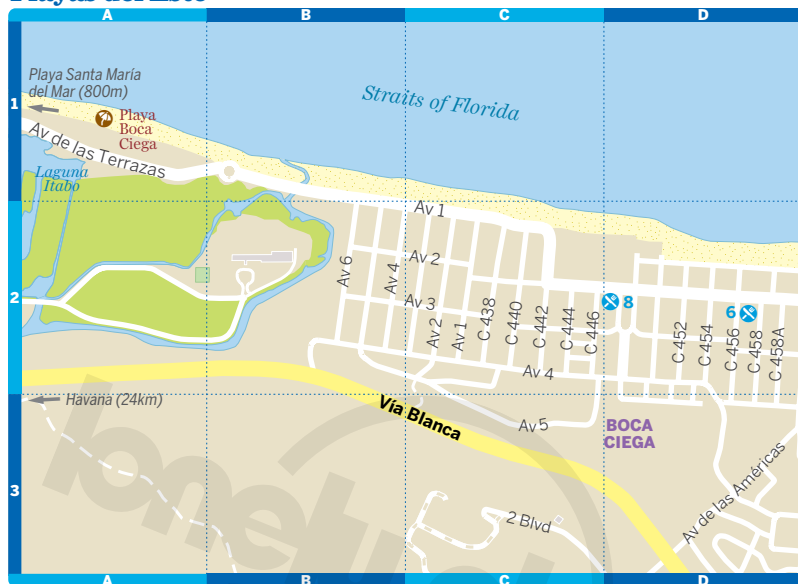 Playas del Este
A B C D
1
Playa Santa María
del Mar (800m)
Straits of Florida
Playa
Boca
Ciega
Av de las Terrazas
Laguna
Itabo
Av 1
2
Av 6
Av 4
Av 2
Av 3
Av 2
Av 1
C 438
C 440
C 442
C 444
C 446
8
6
C 452
C 454
C 456
C 458
C 458A
Av 4
Havana (24km)
Vía Blanca
Av 5
BOCA
CIEGA
3
Av de las Américas
2 Blvd
lonely
A B C D